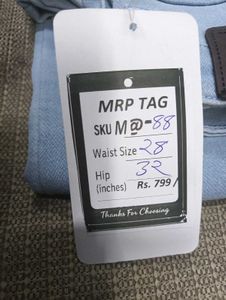 MRP TAG
SKU M@-88
Waist Size 28
Hip 32
(inches) Rs. 799/
Thanks For Choosing